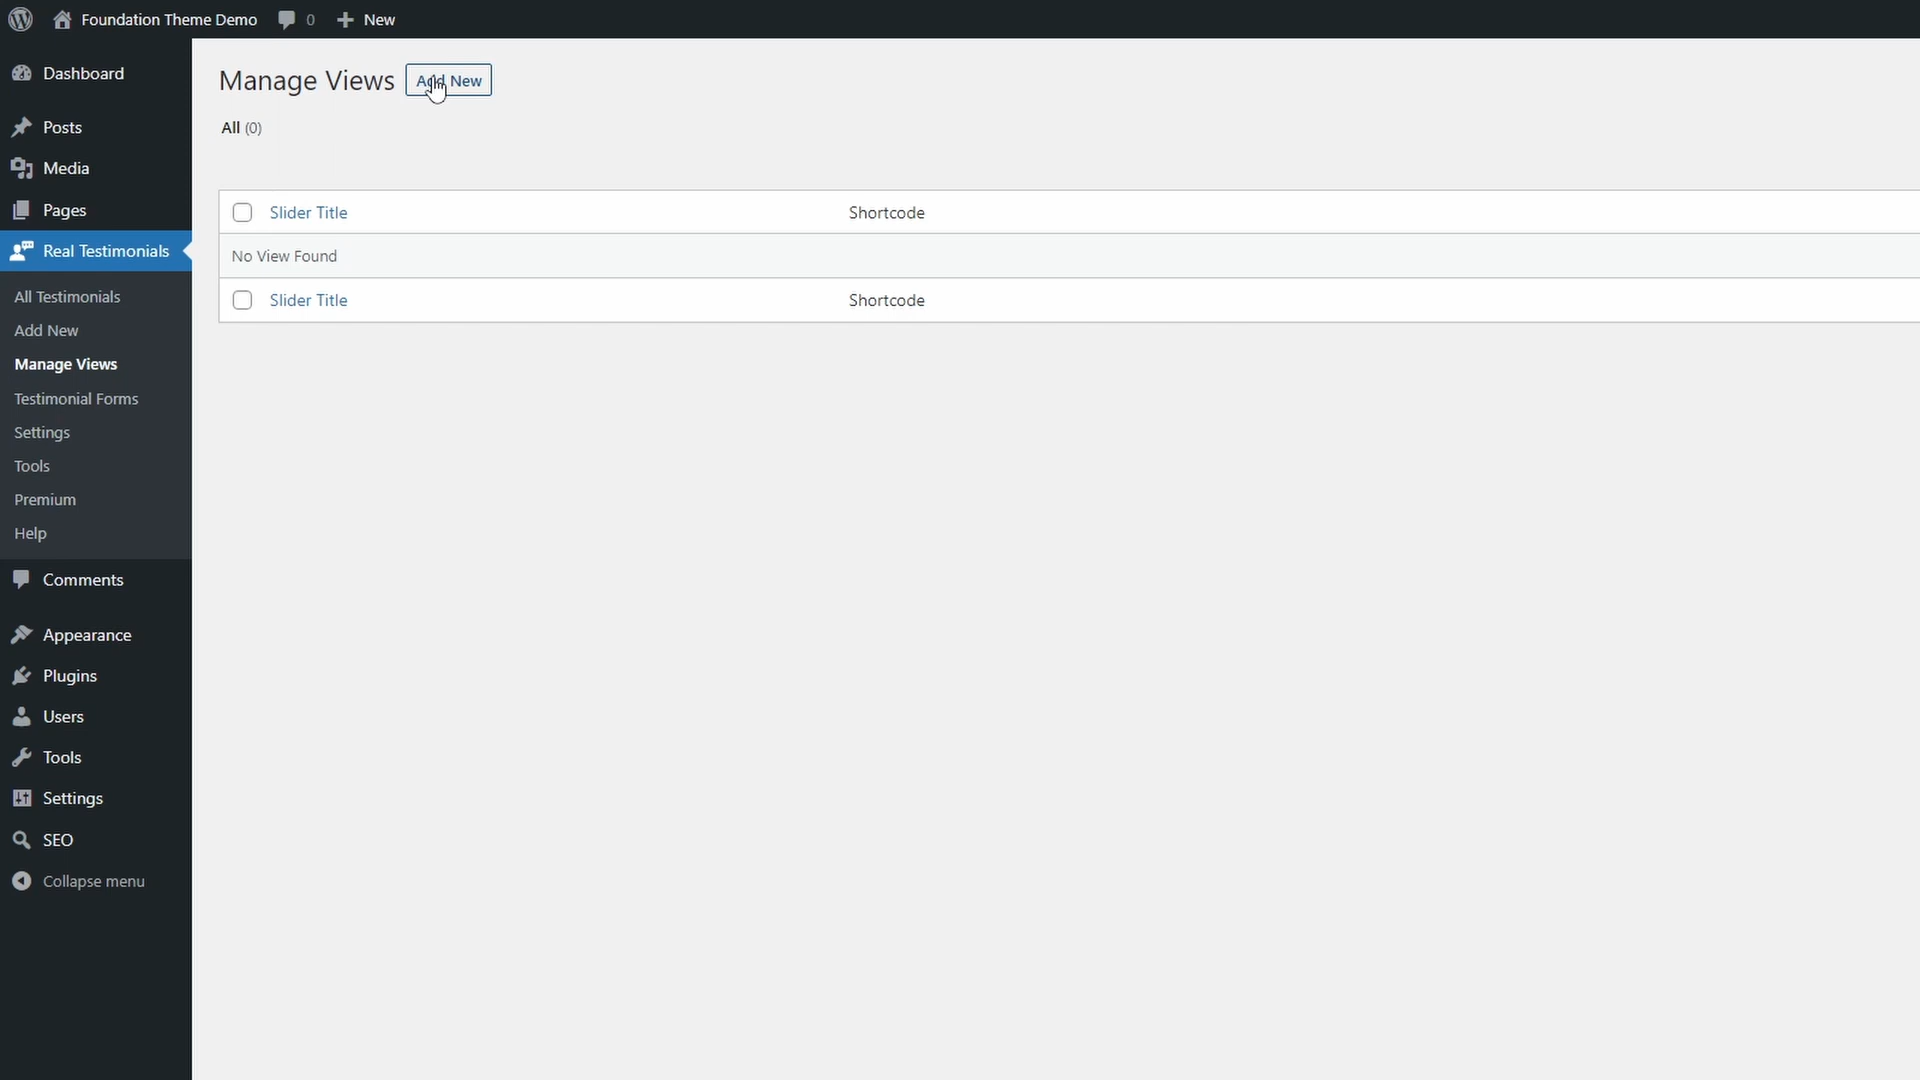 Foundation Theme Demo 0 New
Dashboard
Posts
Media
Pages
Real Testimonials
All Testimonials
Add New
Manage Views
Testimonial Forms
Settings
Tools
Premium
Help
Comments
Appearance
Plugins
Users
Tools
Settings
SEO
Collapse menu
Manage Views Add New
All (0)
Slider Title Shortcode
No View Found
Slider Title Shortcode